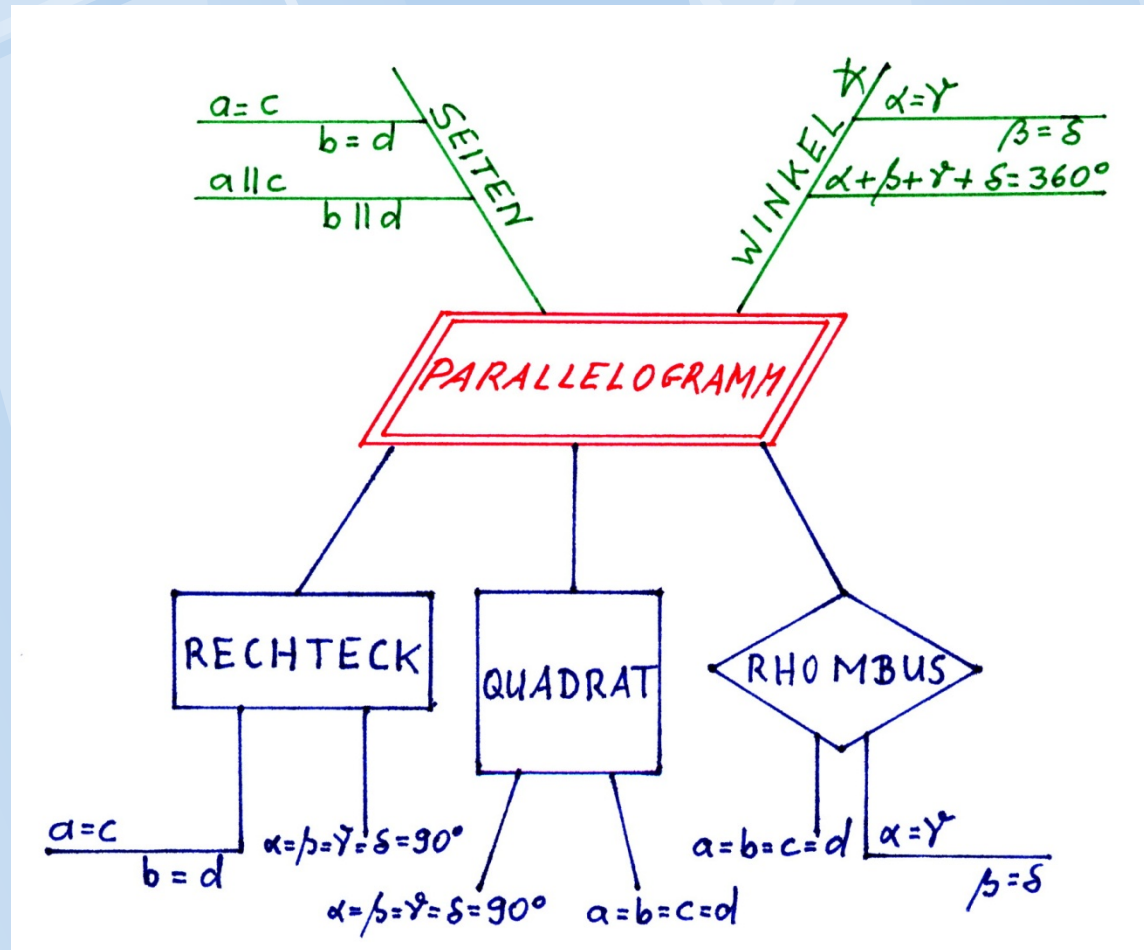 a=c
b=d
a||c
b||d
SEITEN
WINKEL ∡
α=γ
β=δ
α+β+γ+δ=360°
PARALLELOGRAMM
RECHTECK
a=c
b=d
α=β=γ=δ=90°
QUADRAT
α=β=γ=δ=90°
a=b=c=d
RHOMBUS
a=b=c=d
α=γ
β=δ